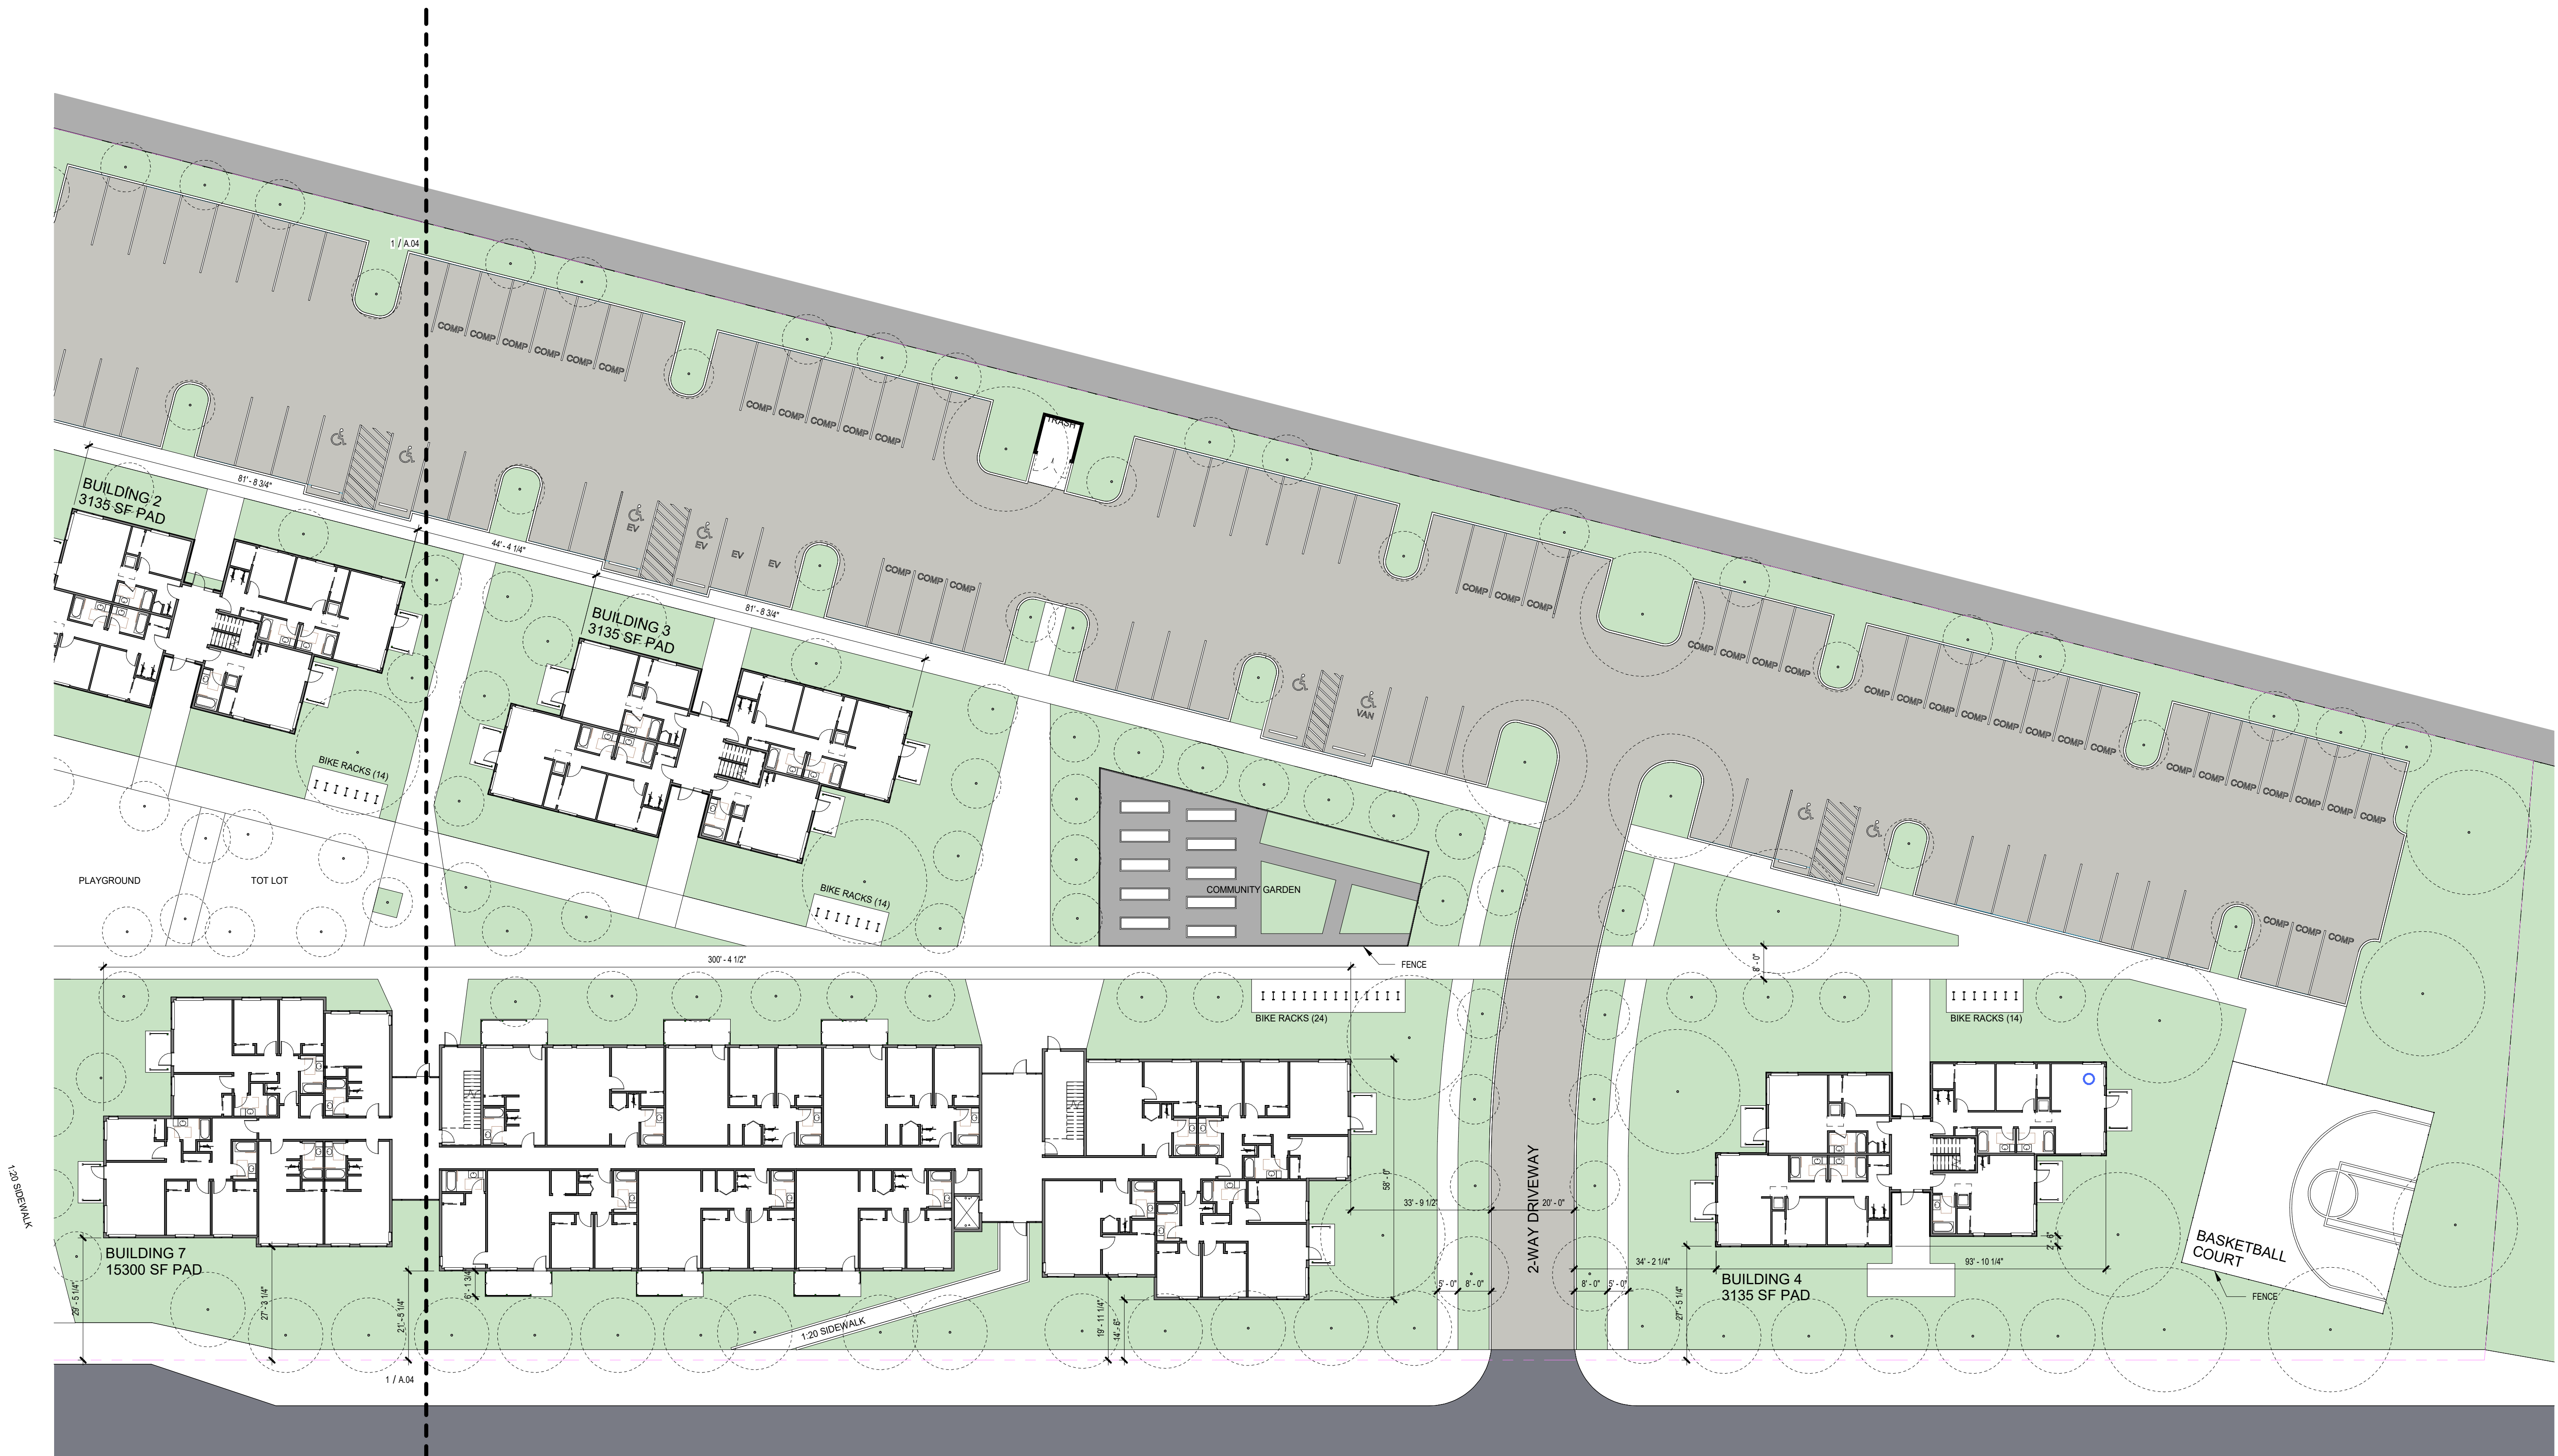 1 / A.04
COMP COMP COMP COMP COMP COMP
COMP COMP COMP COMP COMP
TRASH
81' - 8 3/4"
BUILDING 2
3135 SF PAD
44' - 4 1/4"
EV
EV
EV
EV
COMP COMP COMP
COMP COMP COMP
81' - 8 3/4"
BUILDING 3
3135 SF PAD
COMP COMP COMP COMP
COMP COMP COMP COMP COMP COMP COMP COMP
VAN
COMP COMP COMP COMP COMP COMP COMP
BIKE RACKS (14)
PLAYGROUND
TOT LOT
BIKE RACKS (14)
COMMUNITY GARDEN
COMP COMP COMP
300' - 4 1/2"
FENCE
8' - 0"
BIKE RACKS (24)
BIKE RACKS (14)
1:20 SIDEWALK
58' - 0"
33' - 9 1/2"
20' - 0"
2-WAY DRIVEWAY
2' - 6"
BASKETBALL
COURT
BUILDING 7
15300 SF PAD
29' - 5 1/4"
27' - 3 1/4"
21' - 5 1/4"
6' - 1 3/4"
1:20 SIDEWALK
19' - 11 1/4"
14' - 6"
5' - 0"
8' - 0"
8' - 0"
5' - 0"
34' - 2 1/4"
93' - 10 1/4"
27' - 5 1/4"
BUILDING 4
3135 SF PAD
FENCE
1 / A.04